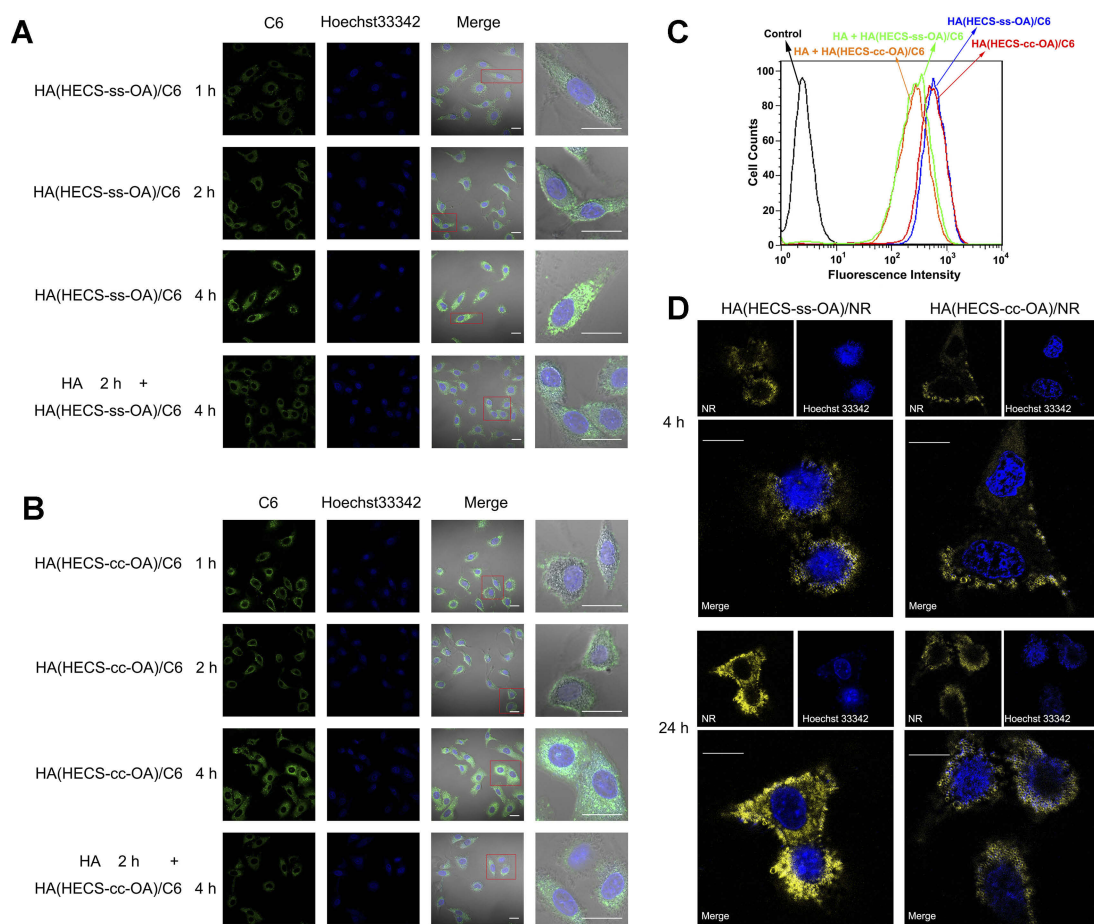 A
C6 Hoechst33342 Merge
HA(HECS-ss-OA)/C6 1 h
HA(HECS-ss-OA)/C6 2 h
HA(HECS-ss-OA)/C6 4 h
HA 2 h +
HA(HECS-ss-OA)/C6 4 h
B
C6 Hoechst33342 Merge
HA(HECS-cc-OA)/C6 1 h
HA(HECS-cc-OA)/C6 2 h
HA(HECS-cc-OA)/C6 4 h
HA 2 h +
HA(HECS-cc-OA)/C6 4 h
C
HA(HECS-ss-OA)/C6
Control
HA + HA(HECS-ss-OA)/C6
HA(HECS-cc-OA)/C6
HA + HA(HECS-cc-OA)/C6
Cell Counts
100
80
60
40
20
0
10⁰ 10¹ 10² 10³ 10⁴
Fluorescence Intensity
D
HA(HECS-ss-OA)/NR HA(HECS-cc-OA)/NR
NR Hoechst 33342 NR Hoechst 33342
4 h
Merge Merge
NR Hoechst 33342 NR Hoechst 33342
24 h
Merge Merge